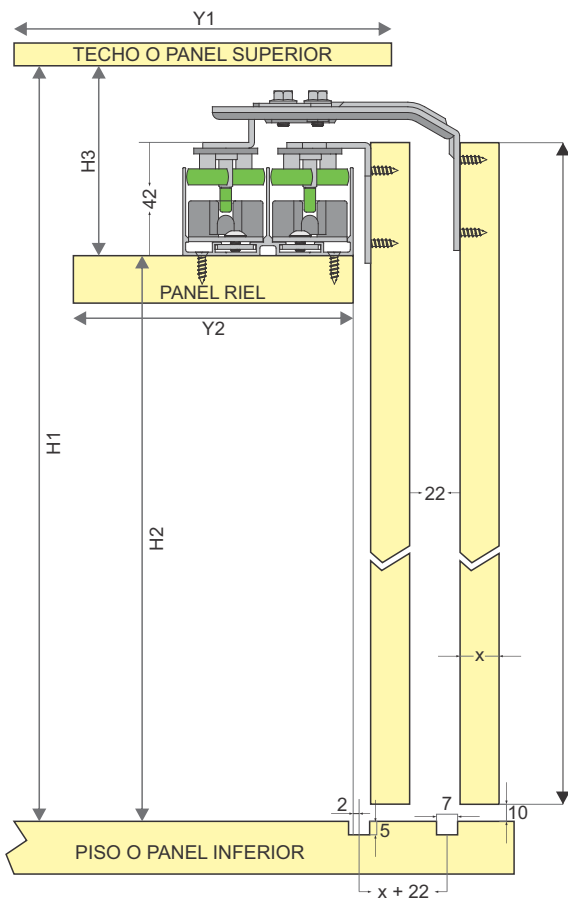 Y1
TECHO O PANEL SUPERIOR
H3
42
PANEL RIEL
Y2
H1
H2
22
x
2
7
10
5
PISO O PANEL INFERIOR
x + 22